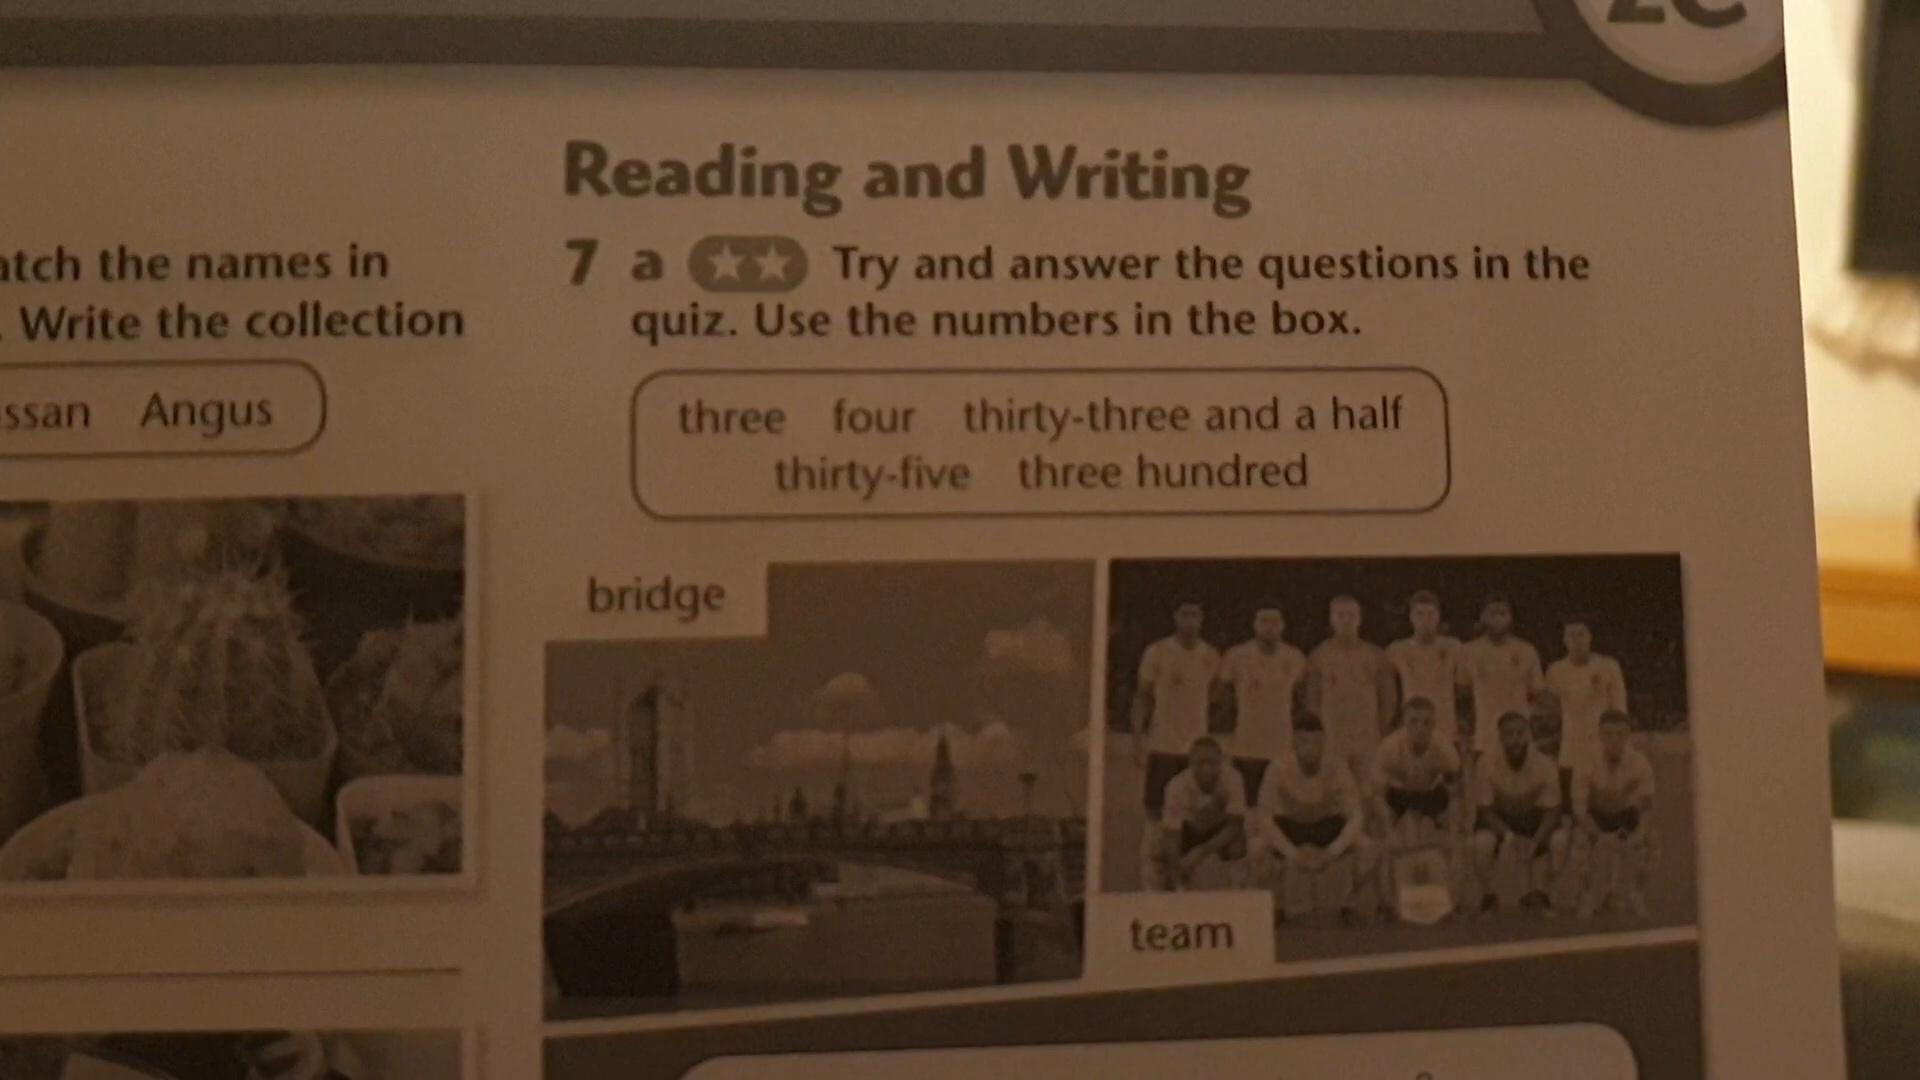 2C
atch the names in
. Write the collection
ssan Angus
Reading and Writing
7 a Try and answer the questions in the
quiz. Use the numbers in the box.
three four thirty-three and a half
thirty-five three hundred
bridge
team